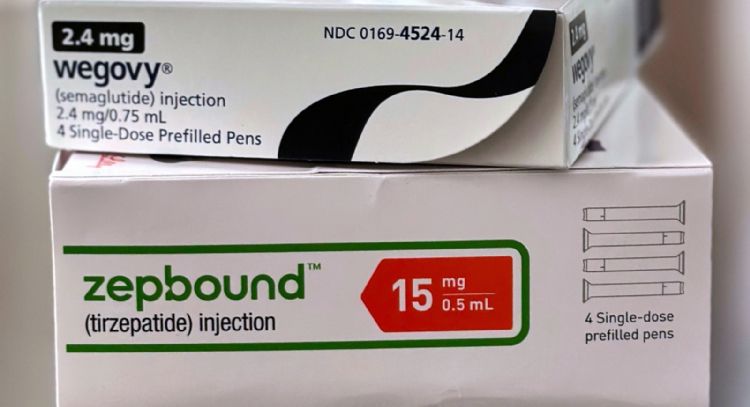 2.4 mg
NDC 0169-4524-14
wegovy®
(semaglutide) injection
2.4 mg/0.75 mL
4 Single-Dose Prefilled Pens
wegovy
zepbound™
(tirzepatide) injection
15 mg
0.5 mL
4 Single-dose
prefilled pens